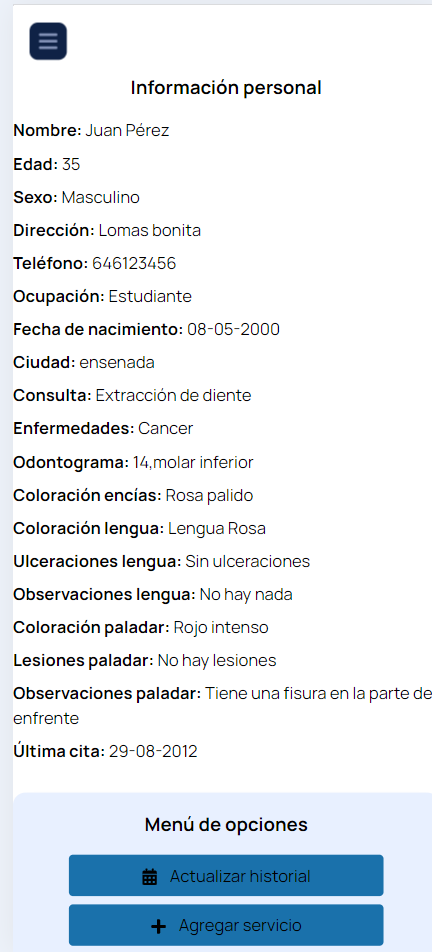 Información personal
Nombre: Juan Pérez
Edad: 35
Sexo: Masculino
Dirección: Lomas bonita
Teléfono: 646123456
Ocupación: Estudiante
Fecha de nacimiento: 08-05-2000
Ciudad: ensenada
Consulta: Extracción de diente
Enfermedades: Cancer
Odontograma: 14,molar inferior
Coloración encías: Rosa palido
Coloración lengua: Lengua Rosa
Ulceraciones lengua: Sin ulceraciones
Observaciones lengua: No hay nada
Coloración paladar: Rojo intenso
Lesiones paladar: No hay lesiones
Observaciones paladar: Tiene una fisura en la parte de
enfrente
Última cita: 29-08-2012
Menú de opciones
Actualizar historial
Agregar servicio